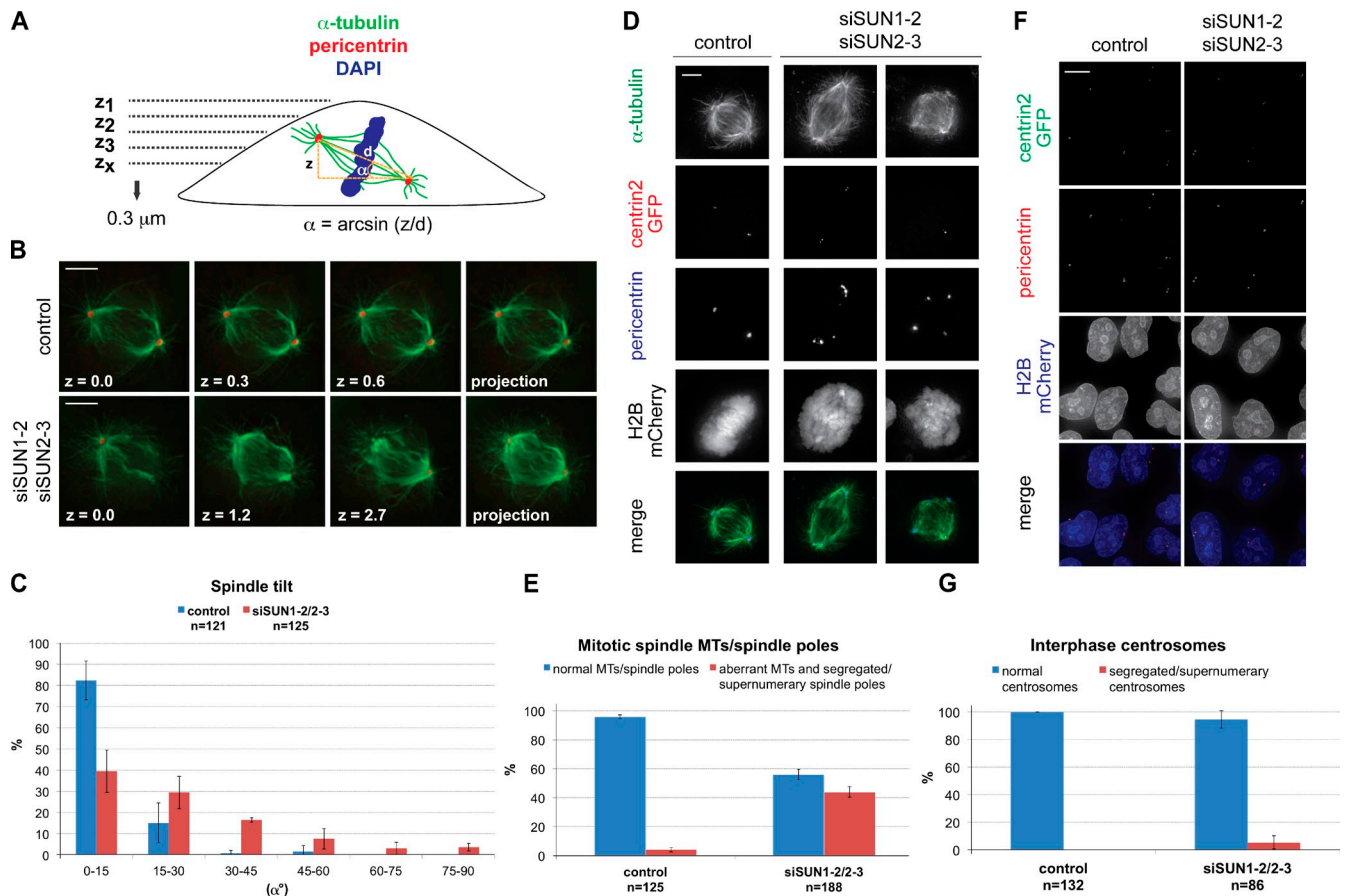 A
α-tubulin
pericentrin
DAPI
z1
z2
z3
zx
0.3 μm
z
d
α
α = arcsin (z/d)
B
control
z = 0.0
z = 0.3
z = 0.6
projection
siSUN1-2
siSUN2-3
z = 0.0
z = 1.2
z = 2.7
projection
C
Spindle tilt
control
n=121
siSUN1-2/2-3
n=125
%
100
90
80
70
60
50
40
30
20
10
0
0-15
15-30
30-45
45-60
60-75
75-90
(αº)
D
control
siSUN1-2
siSUN2-3
α-tubulin
centrin2
GFP
pericentrin
H2B
mCherry
merge
E
Mitotic spindle MTs/spindle poles
normal MTs/spindle poles
aberrant MTs and segregated/
supernumerary spindle poles
%
100
80
60
40
20
0
control
n=125
siSUN1-2/2-3
n=188
F
control
siSUN1-2
siSUN2-3
centrin2
GFP
pericentrin
H2B
mCherry
merge
G
Interphase centrosomes
normal
centrosomes
segregated/supernumerary
centrosomes
%
100
80
60
40
20
0
control
n=132
siSUN1-2/2-3
n=86